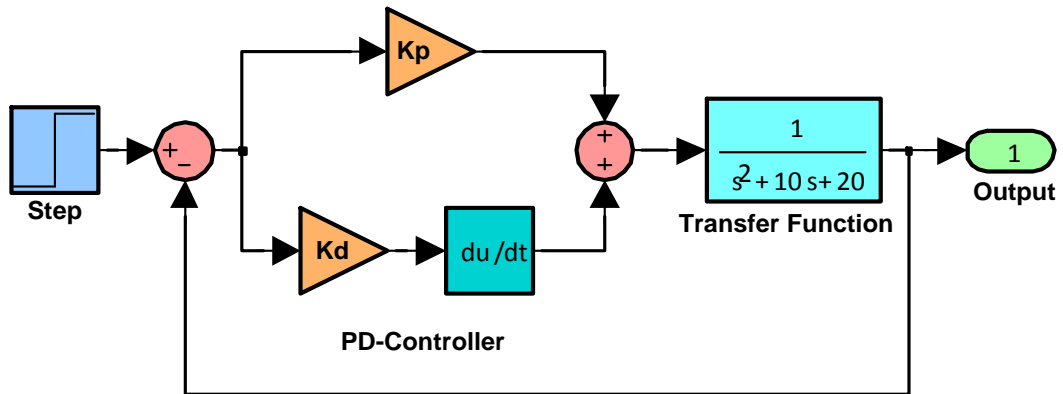 Kp
+
−
+
+
1
s2 + 10 s + 20
1
Step
Transfer Function
Output
Kd
du/dt
PD-Controller